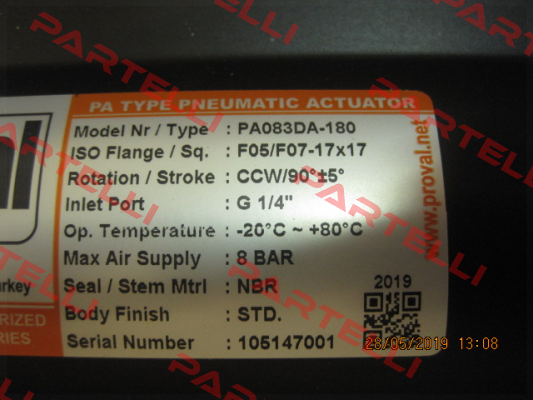 PA TYPE PNEUMATIC ACTUATOR
Model Nr / Type : PA083DA-180
ISO Flange / Sq. : F05/F07-17x17
Rotation / Stroke : CCW/90°±5°
Inlet Port : G 1/4"
Op. Temperature : -20°C ~ +80°C
Max Air Supply : 8 BAR
Seal / Stem Mtrl : NBR
Body Finish : STD.
Serial Number : 105147001
www.proval.net
2019
28/05/2019 13:08
PARTELLI
PARTELLI
PARTELLI
PARTELLI
PARTELLI